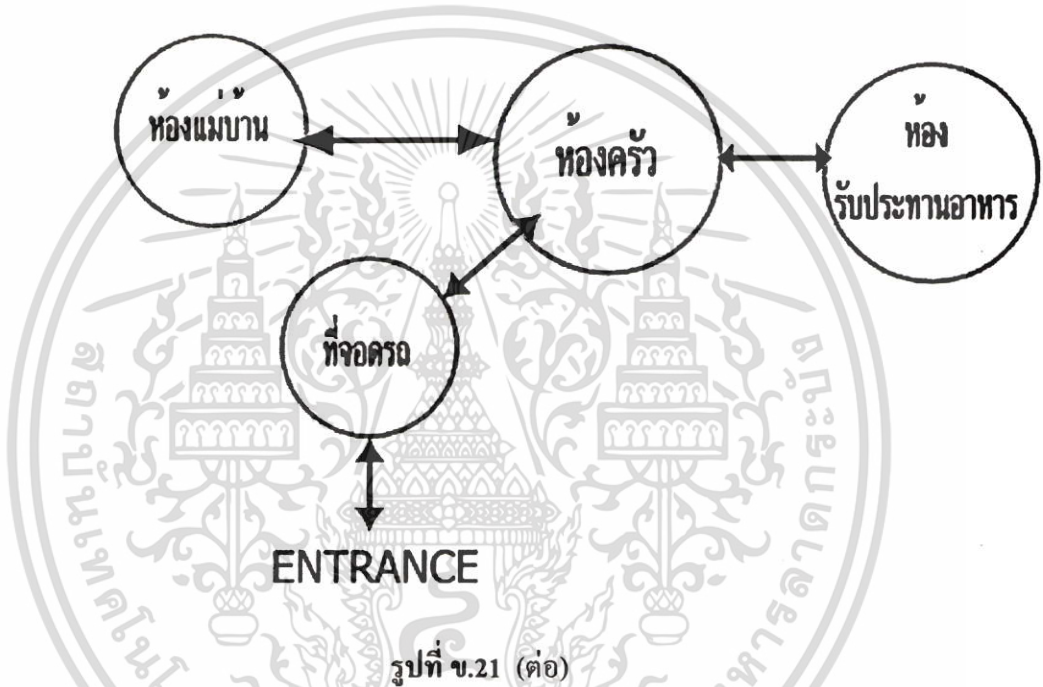 ห้องแม่บ้าน
ห้องครัว
ห้อง
รับประทานอาหาร
ที่จอดรถ
ENTRANCE
รูปที่ ข.21 (ต่อ)